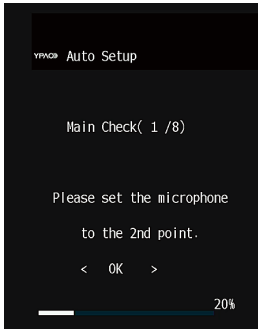 YPAO Auto Setup
Main Check( 1 /8)
Please set the microphone
to the 2nd point.
< OK >
20%